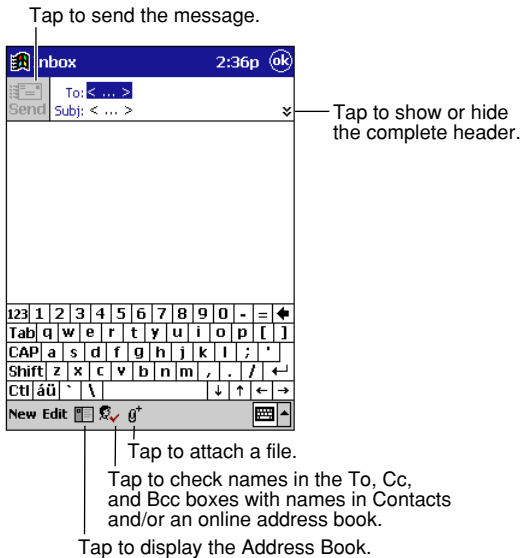 Tap to send the message.
nbox 2:36p ok
Send To: < ... >
Subj: < ... >
Tap to show or hide
the complete header.
123 1 2 3 4 5 6 7 8 9 0 - = 
Tab q w e r t y u i o p [ ]
CAP a s d f g h j k l ; '
Shift z x c v b n m , . / ↵
Ctl áü ` \ ↓ ↑ ← →
New Edit
Tap to attach a file.
Tap to check names in the To, Cc,
and Bcc boxes with names in Contacts
and/or an online address book.
Tap to display the Address Book.